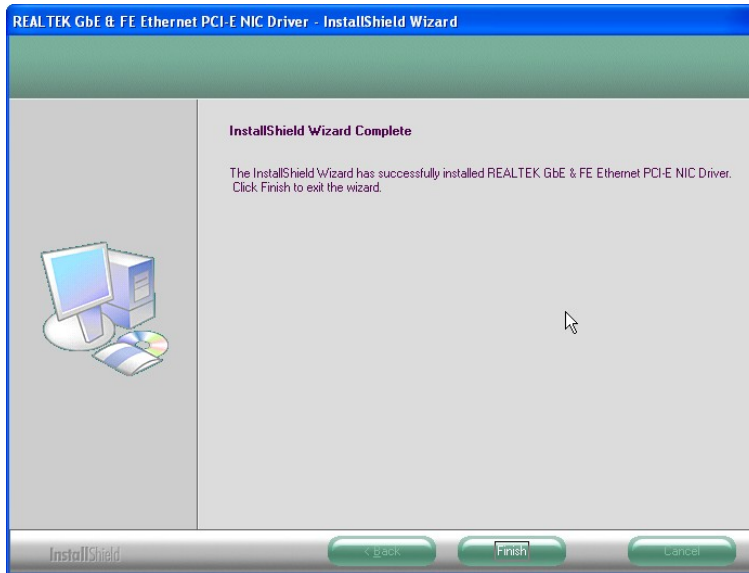 REALTEK GbE & FE Ethernet PCI-E NIC Driver - InstallShield Wizard
InstallShield Wizard Complete
The InstallShield Wizard has successfully installed REALTEK GbE & FE Ethernet PCI-E NIC Driver.
Click Finish to exit the wizard.
InstallShield
< Back
Finish
Cancel